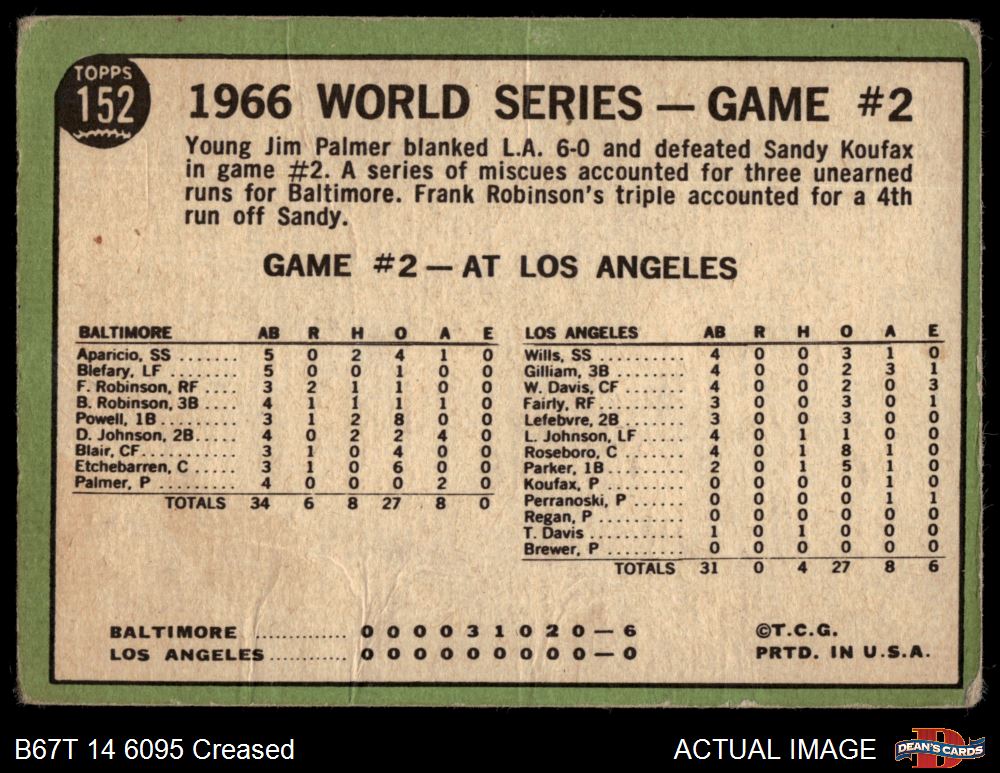 TOPPS
152
1966 WORLD SERIES — GAME #2
Young Jim Palmer blanked L.A. 6-0 and defeated Sandy Koufax
in game #2. A series of miscues accounted for three unearned
runs for Baltimore. Frank Robinson's triple accounted for a 4th
run off Sandy.
GAME #2 — AT LOS ANGELES
BALTIMORE AB R H O A E
Aparicio, SS ....... 5 0 2 4 1 0
Blefary, LF ........ 5 0 0 1 0 0
F. Robinson, RF .... 3 2 1 1 0 0
B. Robinson, 3B .... 4 1 1 1 1 0
Powell, 1B ......... 3 1 2 8 0 0
D. Johnson, 2B..... 4 0 2 2 4 0
Blair, CF........... 3 1 0 4 0 0
Etchebarren, C ..... 3 1 0 6 0 0
Palmer, P .......... 4 0 0 0 2 0
TOTALS 34 6 8 27 8 0
LOS ANGELES AB R H O A E
Wills, SS .......... 4 0 0 3 1 0
Gilliam, 3B ........ 4 0 0 2 3 1
W. Davis, CF ....... 4 0 0 2 0 3
Fairly, RF ......... 3 0 0 3 0 1
Lefebvre, 2B ....... 3 0 0 3 0 0
L. Johnson, LF ..... 4 0 1 1 0 0
Roseboro, C ........ 4 0 1 8 1 0
Parker, 1B ......... 2 0 1 5 1 0
Koufax, P .......... 0 0 0 0 1 0
Perranoski, P ...... 0 0 0 0 1 1
Regan, P ........... 0 0 0 0 0 0
T. Davis ........... 1 0 1 0 0 0
Brewer, P .......... 0 0 0 0 0 0
TOTALS 31 0 4 27 8 6
BALTIMORE ............. 0 0 0 0 3 1 0 2 0 — 6
LOS ANGELES........... 0 0 0 0 0 0 0 0 0 — 0
©T.C.G.
PRTD. IN U.S.A.
B67T 14 6095 Creased
ACTUAL IMAGE
DEAN'S CARDS